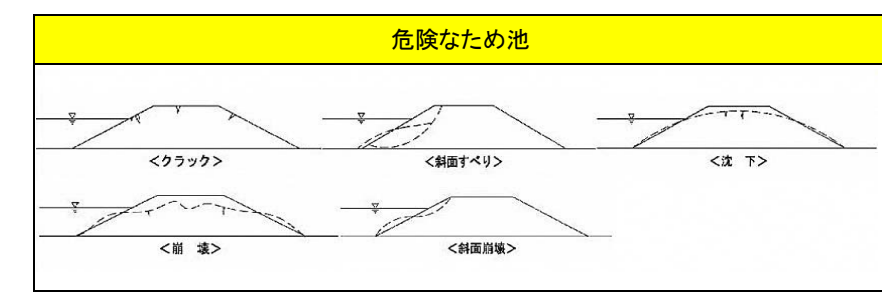 危険なため池
<クラック>
<斜面すべり>
<沈 下>
<崩 壊>
<斜面崩壊>